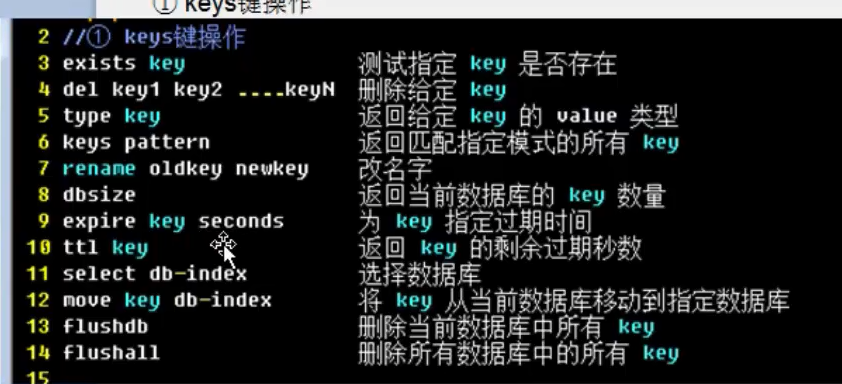 ① keys键操作
2 //① keys键操作
3 exists key 测试指定 key 是否存在
4 del key1 key2 ....keyN 删除给定 key
5 type key 返回给定 key 的 value 类型
6 keys pattern 返回匹配指定模式的所有 key
7 rename oldkey newkey 改名字
8 dbsize 返回当前数据库的 key 数量
9 expire key seconds 为 key 指定过期时间
10 ttl key 返回 key 的剩余过期秒数
11 select db-index 选择数据库
12 move key db-index 将 key 从当前数据库移动到指定数据库
13 flushdb 删除当前数据库中所有 key
14 flushall 删除所有数据库中的所有 key
15